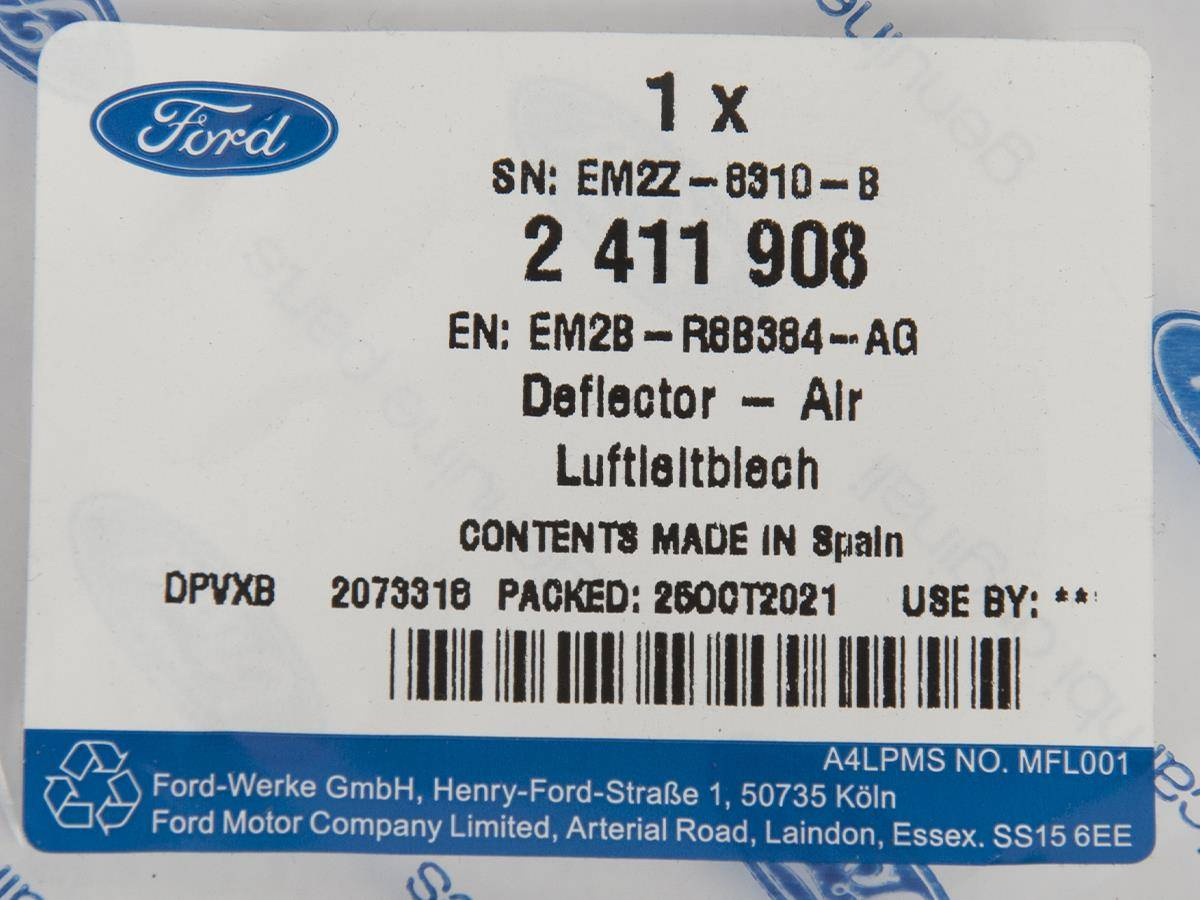 Ford
1 x
SN: EM2Z-8310-B
2 411 908
EN: EM2B-R8B384-AG
Deflector - Air
Luftleitblech
CONTENTS MADE IN Spain
DPVXB 2073318 PACKED: 25OCT2021 USE BY: **
A4LPMS NO. MFL001
Ford-Werke GmbH, Henry-Ford-Straße 1, 50735 Köln
Ford Motor Company Limited, Arterial Road, Laindon, Essex. SS15 6EE